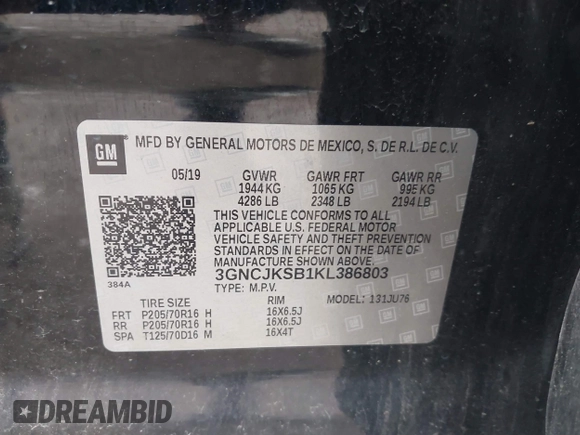 GM
MFD BY GENERAL MOTORS DE MEXICO, S. DE R.L. DE C.V.
05/19 GVWR GAWR FRT GAWR RR
1944 KG 1065 KG 995 KG
4286 LB 2348 LB 2194 LB
THIS VEHICLE CONFORMS TO ALL
APPLICABLE FEDERAL MOTOR
VEHICLE SAFETY AND THEFT
PREVENTION STANDARDS IN EFFECT
ON THE DATE OF MANUFACTURE
SHOWN ABOVE.
3GNCJKSB1KL386803
384A
TYPE: M.P.V. MODEL: 131JU76
TIRE SIZE RIM
FRT P205/70R16 H 16X6.5J
RR P205/70R16 H 16X6.5J
SPA T125/70D16 M 16X4T
DREAMBID